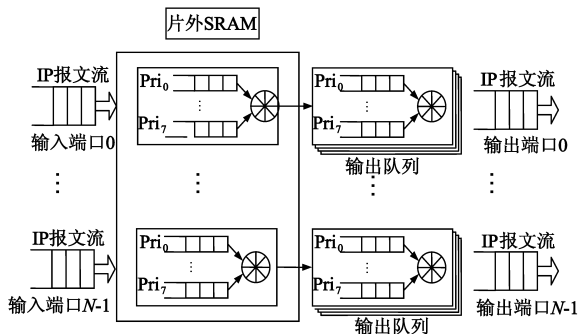 片外SRAM
IP报文流
输入端口0
Pri0
...
Pri7
Pri0
...
Pri7
输出队列
IP报文流
输出端口0
...
...
...
...
IP报文流
输入端口N-1
Pri0
...
Pri7
Pri0
...
Pri7
输出队列
IP报文流
输出端口N-1